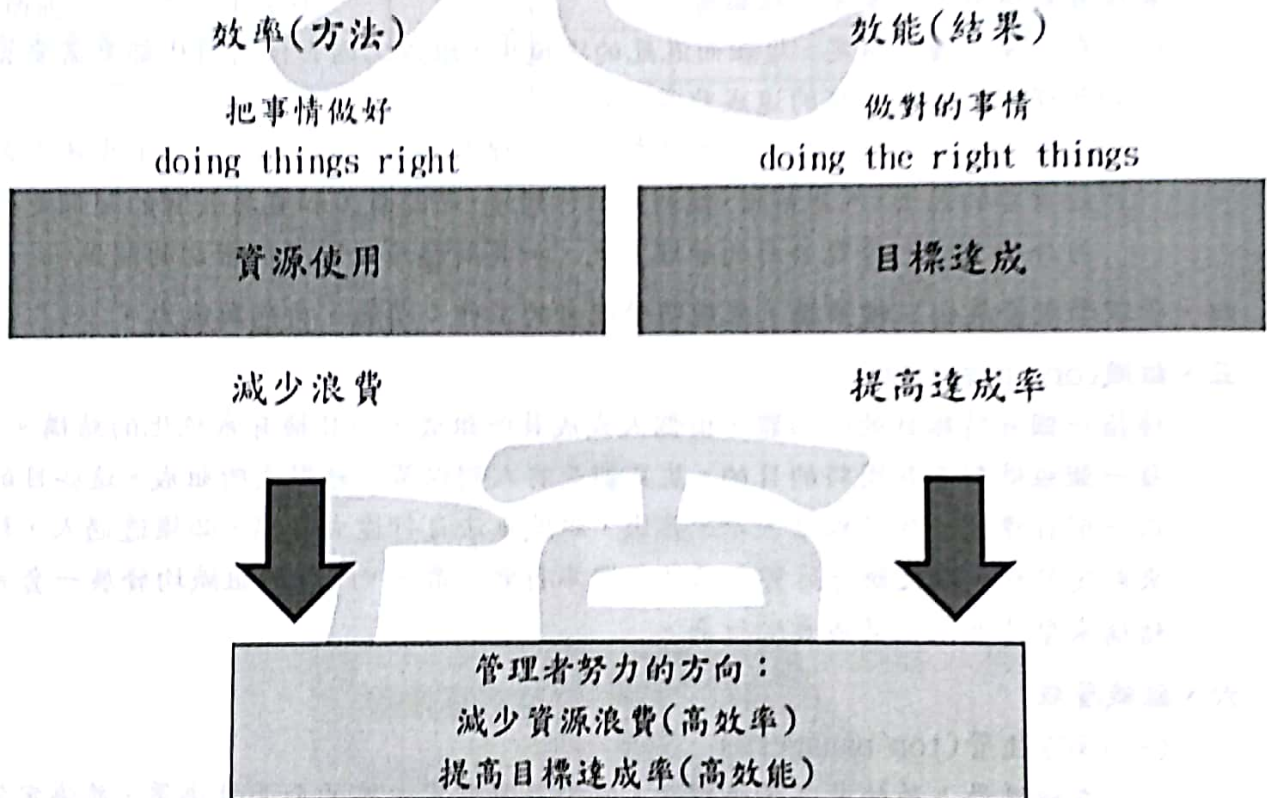 效率(方法)
把事情做好
doing things right
資源使用
減少浪費
效能(結果)
做對的事情
doing the right things
目標達成
提高達成率
管理者努力的方向：
減少資源浪費(高效率)
提高目標達成率(高效能)